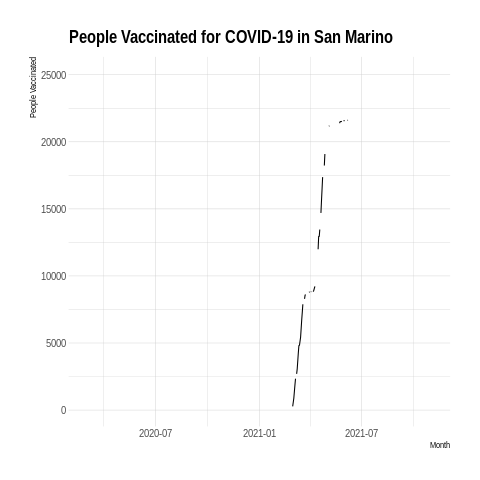 People Vaccinated for COVID-19 in San Marino
People Vaccinated
25000
20000
15000
10000
5000
0
2020-07 2021-01 2021-07
Month